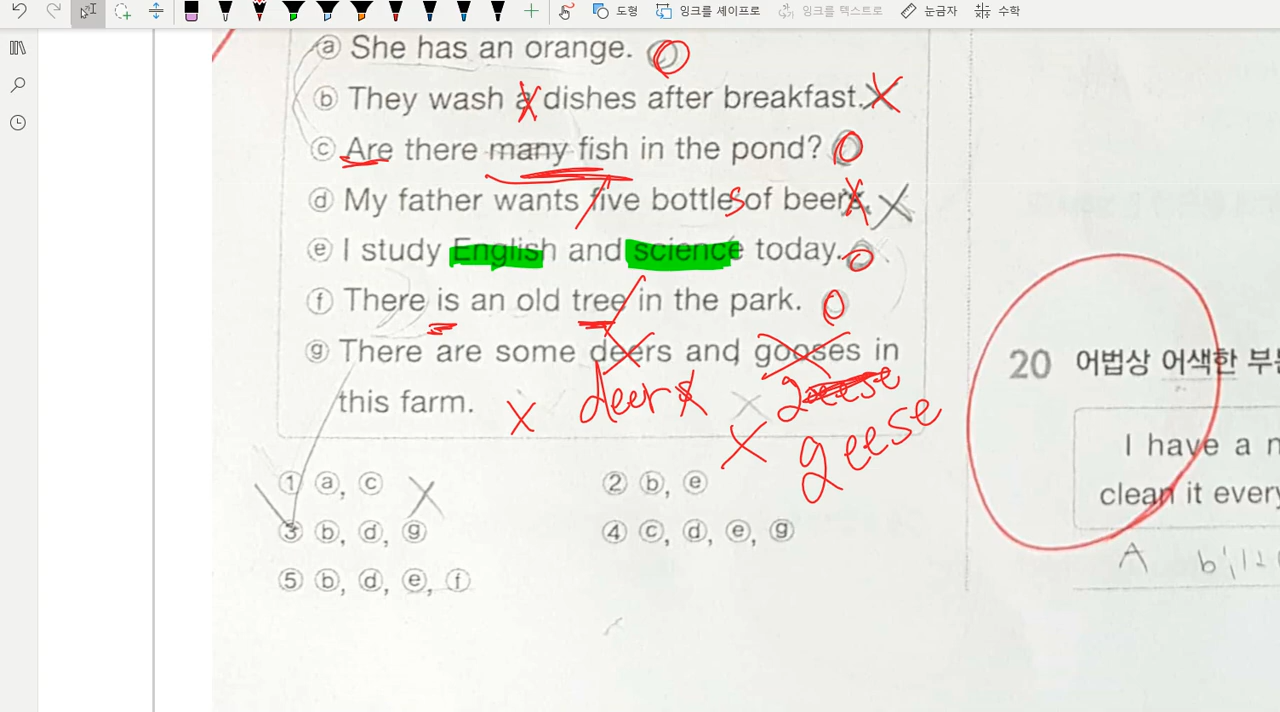 도형 잉크를 셰이프로 잉크를 텍스트로 눈금자 수학
ⓐ She has an orange. O
ⓑ They wash a dishes after breakfast. X
ⓒ Are there many fish in the pond? O
ⓓ My father wants five bottles of beers. X
ⓔ I study English and science today. O
ⓕ There is an old tree in the park. O
ⓖ There are some deers and gooses in
deers geese
this farm. X X geese
① ⓐ, ⓒ X ② ⓑ, ⓔ
③ ⓑ, ⓓ, ⓖ ④ ⓒ, ⓓ, ⓔ, ⓖ
⑤ ⓑ, ⓓ, ⓔ, ⓕ
20 어법상 어색한
I have a
clean it
A